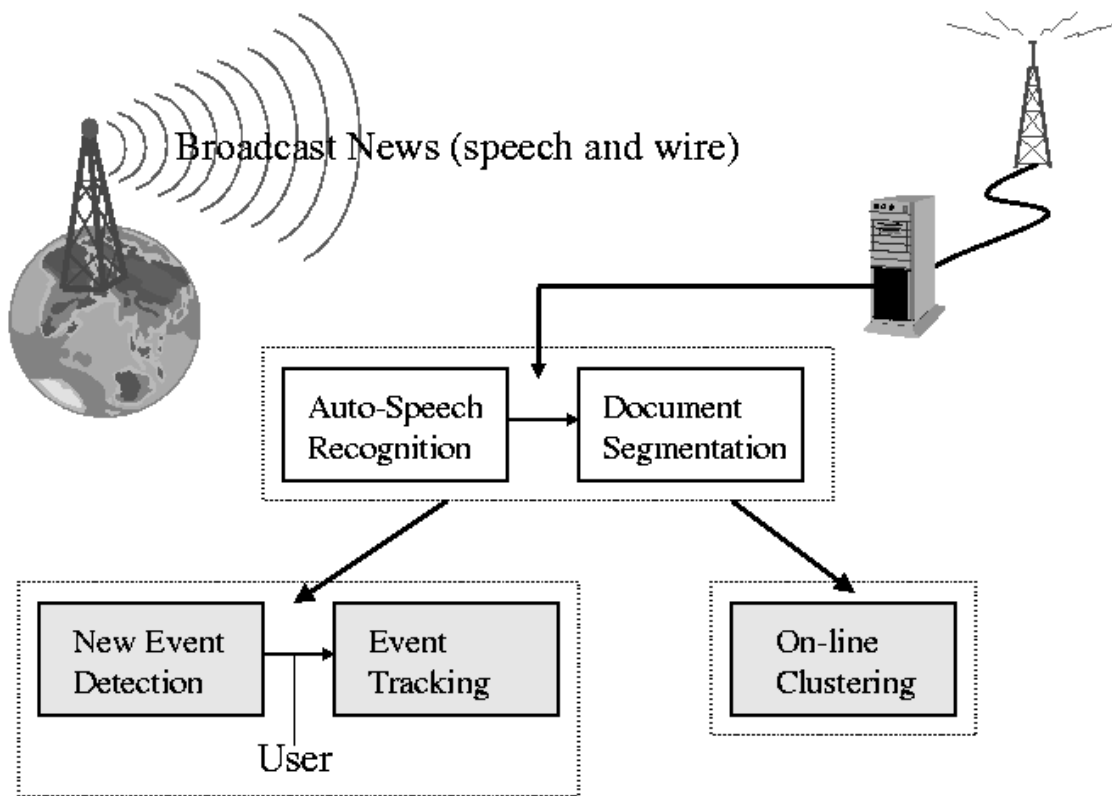 Broadcast News (speech and wire)
Auto-Speech
Recognition
Document
Segmentation
New Event
Detection
Event
Tracking
User
On-line
Clustering